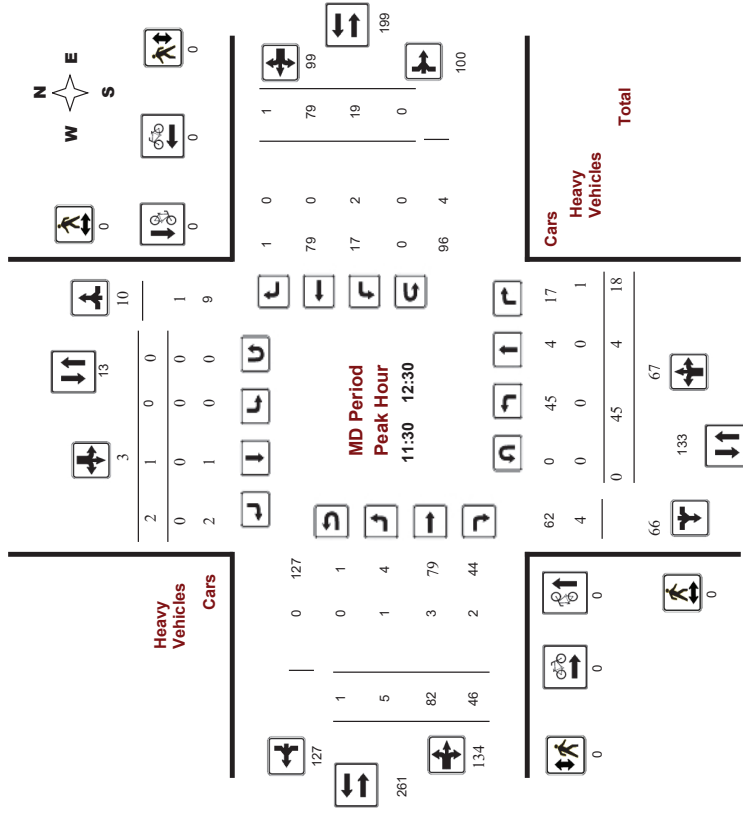 N
W E
S
0
0
0
0
Heavy
Vehicles
Cars
3
13
10
2 1 0 0
0 0 0 0 1
2 1 0 0 9
1 0 1
79 0 79
17 2 19
0 0 0
96 4
99
199
100
MD Period
Peak Hour
11:30 12:30
127
261
134
0 127
1 0 1
5 1 4
82 3 79
46 2 44
62 0 45 4 17
4 0 0 0 1
0 45 4 18
Cars
Heavy
Vehicles
Total
66
133
67
0
0
0
0